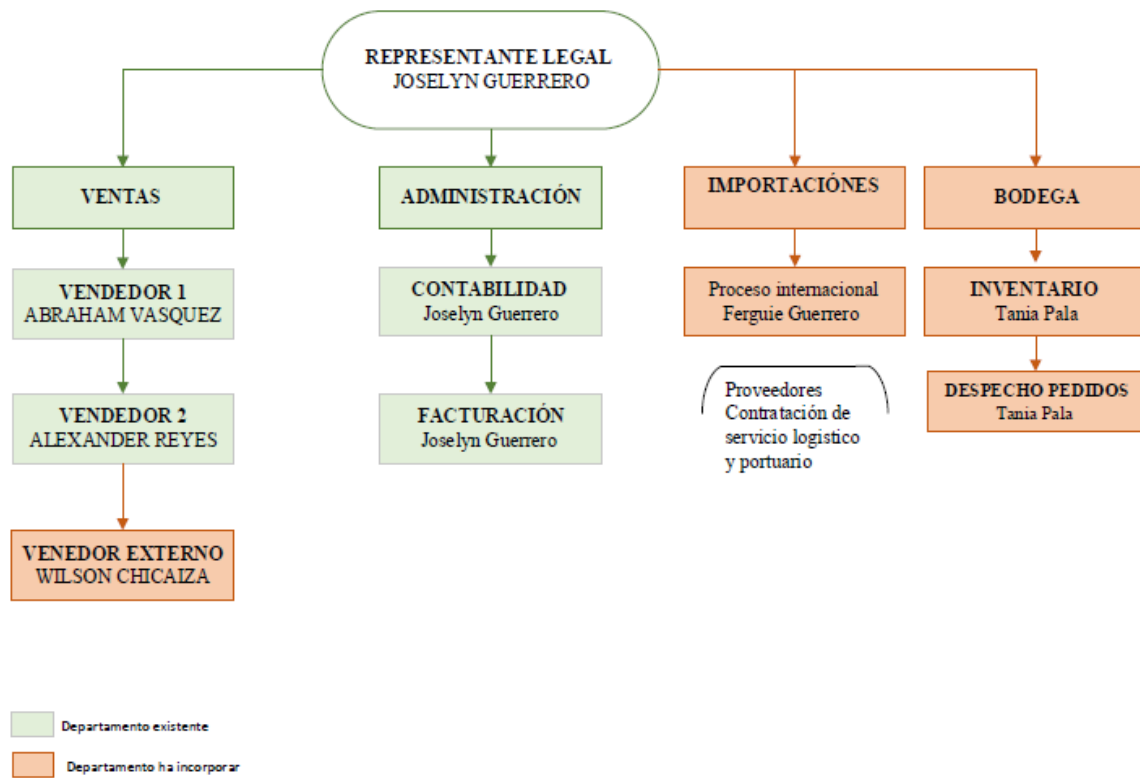 REPRESENTANTE LEGAL
JOSELYN GUERRERO
VENTAS
ADMINISTRACIÓN
IMPORTACIÓNES
BODEGA
VENDEDOR 1
ABRAHAM VASQUEZ
CONTABILIDAD
Joselyn Guerrero
Proceso internacional
Ferguie Guerrero
INVENTARIO
Tania Pala
VENDEDOR 2
ALEXANDER REYES
FACTURACIÓN
Joselyn Guerrero
Proveedores
Contratación de
servicio logistico
y portuario
DESPECHO PEDIDOS
Tania Pala
VENEDOR EXTERNO
WILSON CHICAIZA
Departamento existente
Departamento ha incorporar